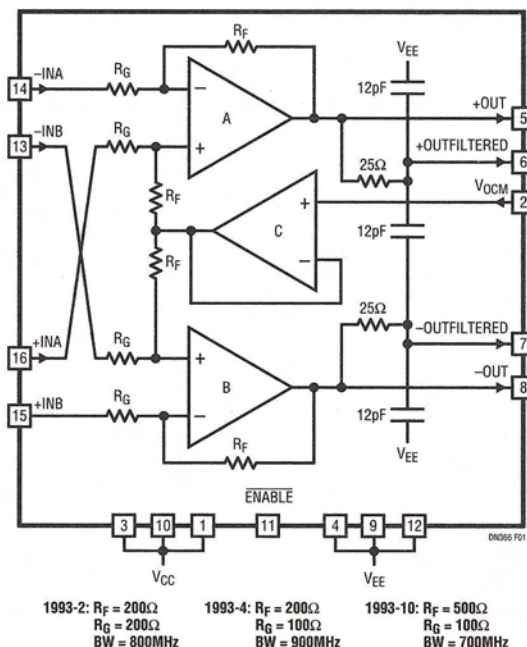 V_EE
R_F
12pF
14
–INA
R_G
–
A
+OUT
5
13
–INB
R_G
+
+OUTFILTERED
6
25Ω
V_OCM
2
R_F
+
C
12pF
R_F
–
25Ω
–OUTFILTERED
7
16
+INA
R_G
+
B
–OUT
8
15
+INB
R_G
–
12pF
R_F
V_EE
ENABLE
3
10
1
11
4
9
12
DN366 F01
V_CC
V_EE
1993-2: R_F = 200Ω
R_G = 200Ω
BW = 800MHz
1993-4: R_F = 200Ω
R_G = 100Ω
BW = 900MHz
1993-10: R_F = 500Ω
R_G = 100Ω
BW = 700MHz